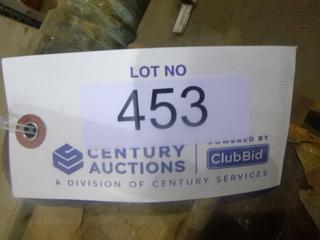 LOT NO
453
CENTURY AUCTIONS
POWERED BY
ClubBid
A DIVISION OF CENTURY SERVICES